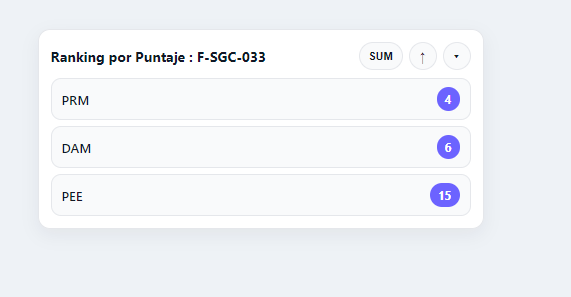 Ranking por Puntaje : F-SGC-033 SUM ↑ ▾
PRM 4
DAM 6
PEE 15